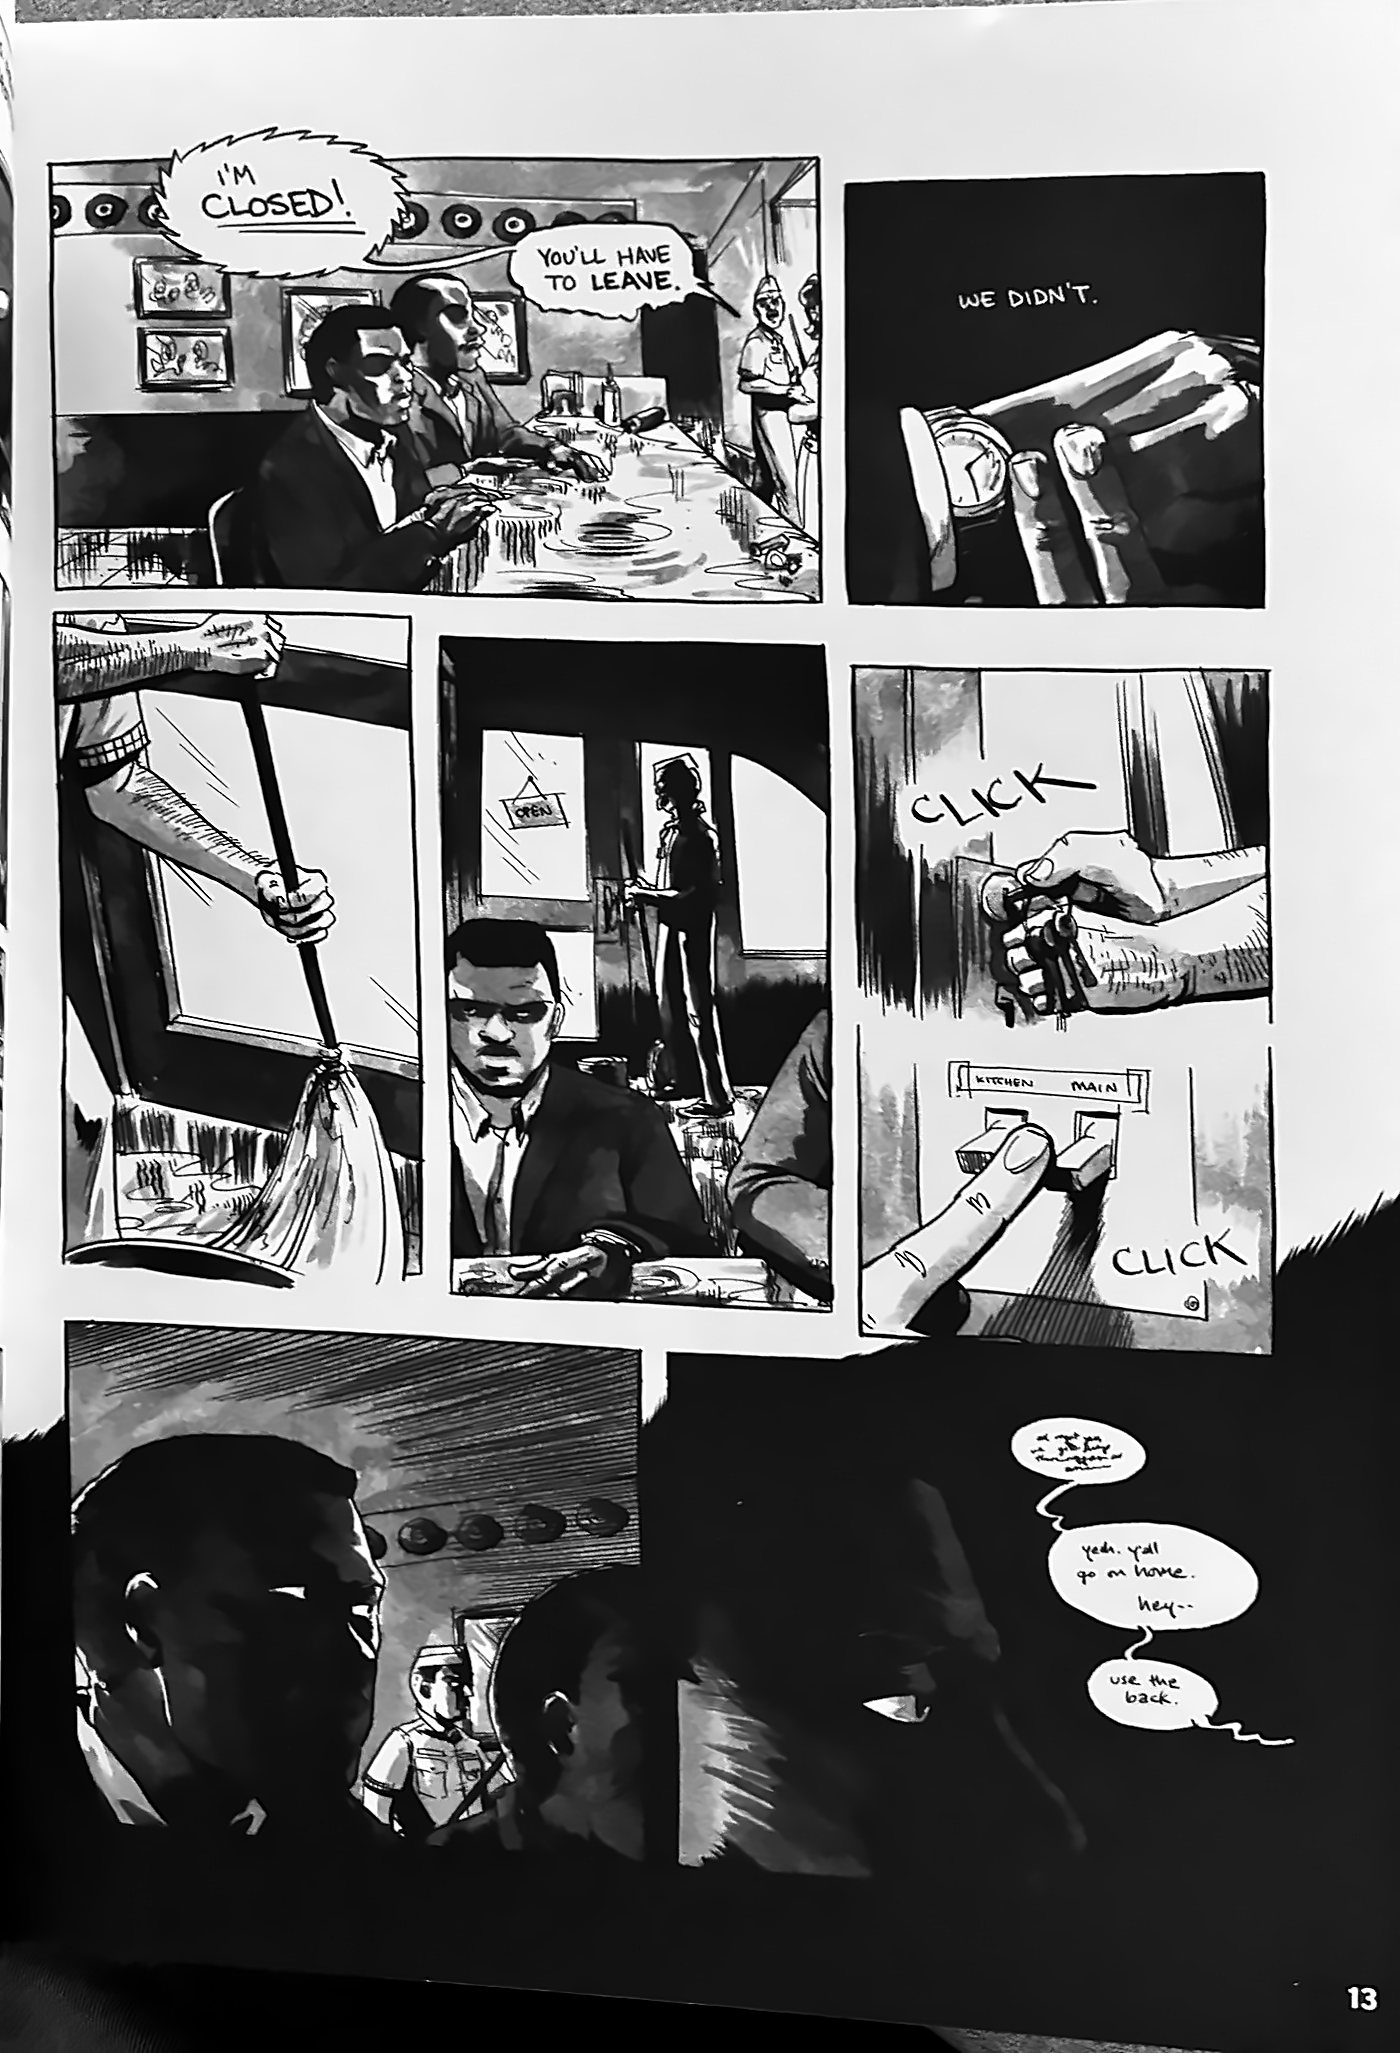 I'M
CLOSED!
YOU'LL HAVE
TO LEAVE.
WE DIDN'T.
OPEN
CLICK
KITCHEN MAIN
CLICK
yeah. y'all
go on home.
hey--
use the
back.
13